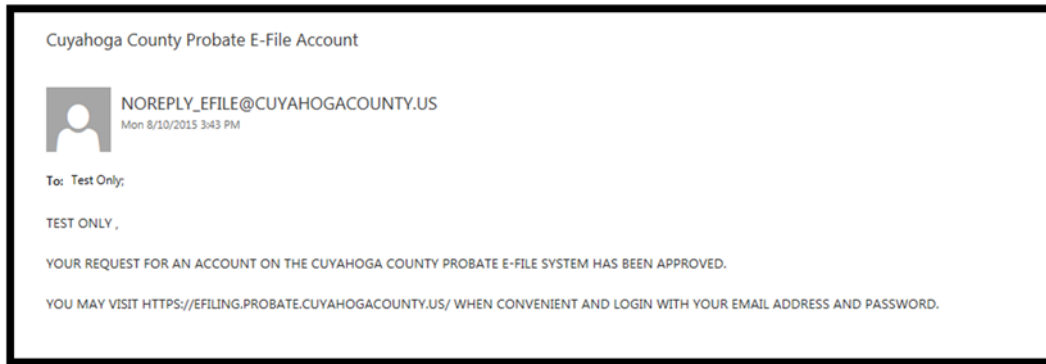 Cuyahoga County Probate E-File Account
NOREPLY_EFILE@CUYAHOGACOUNTY.US
Mon 8/10/2015 3:43 PM
To: Test Only;
TEST ONLY ,
YOUR REQUEST FOR AN ACCOUNT ON THE CUYAHOGA COUNTY PROBATE E-FILE SYSTEM HAS BEEN APPROVED.
YOU MAY VISIT HTTPS://EFILING.PROBATE.CUYAHOGACOUNTY.US/ WHEN CONVENIENT AND LOGIN WITH YOUR EMAIL ADDRESS AND PASSWORD.